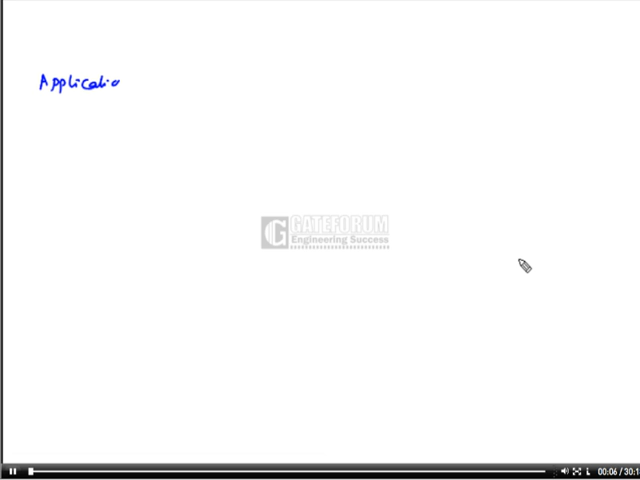 Applicatio
GATEFORUM
Engineering Success
00:06 / 30:1